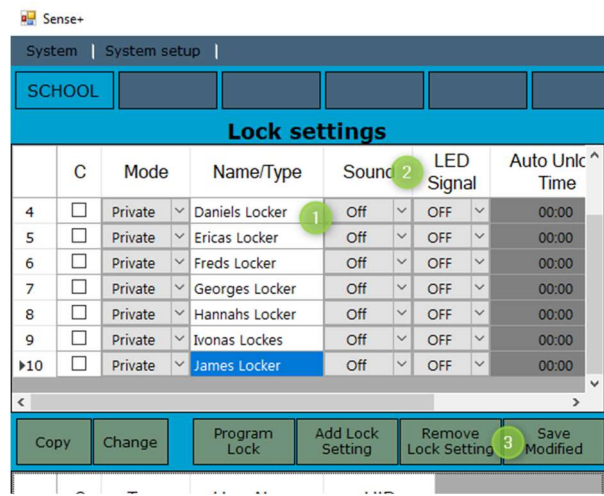 Sense+
System | System setup |
SCHOOL
Lock settings
C Mode Name/Type Sound 2 LED Signal Auto Unlo Time
4 Private Daniels Locker 1 Off OFF 00:00
5 Private Ericas Locker Off OFF 00:00
6 Private Freds Locker Off OFF 00:00
7 Private Georges Locker Off OFF 00:00
8 Private Hannahs Locker Off OFF 00:00
9 Private Ivonas Lockes Off OFF 00:00
10 Private James Locker Off OFF 00:00
Copy Change Program Lock Add Lock Setting Remove Lock Setting 3 Save Modified